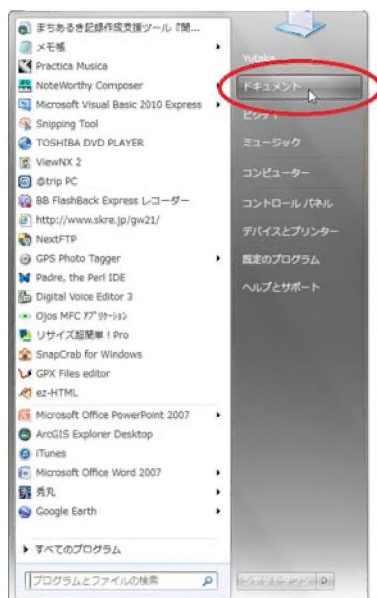 まちあるき記録作成支援ツール『聞...
メモ帳
Practica Musica
NoteWorthy Composer
Microsoft Visual Basic 2010 Express
Snipping Tool
TOSHIBA DVD PLAYER
ViewNX 2
@trip PC
BB FlashBack Express レコーダー
http://www.skre.jp/gw21/
NextFTP
GPS Photo Tagger
Padre, the Perl IDE
Digital Voice Editor 3
Ojos MFC ｱﾌﾟﾘｹｰｼｮﾝ
リサイズ超簡単！Pro
SnapCrab for Windows
GPX Files editor
ez-HTML
Microsoft Office PowerPoint 2007
ArcGIS Explorer Desktop
iTunes
Microsoft Office Word 2007
秀丸
Google Earth
すべてのプログラム
プログラムとファイルの検索
Yutaka
ドキュメント
ピクチャ
ミュージック
コンピューター
コントロール パネル
デバイスとプリンター
既定のプログラム
ヘルプとサポート
シャットダウン